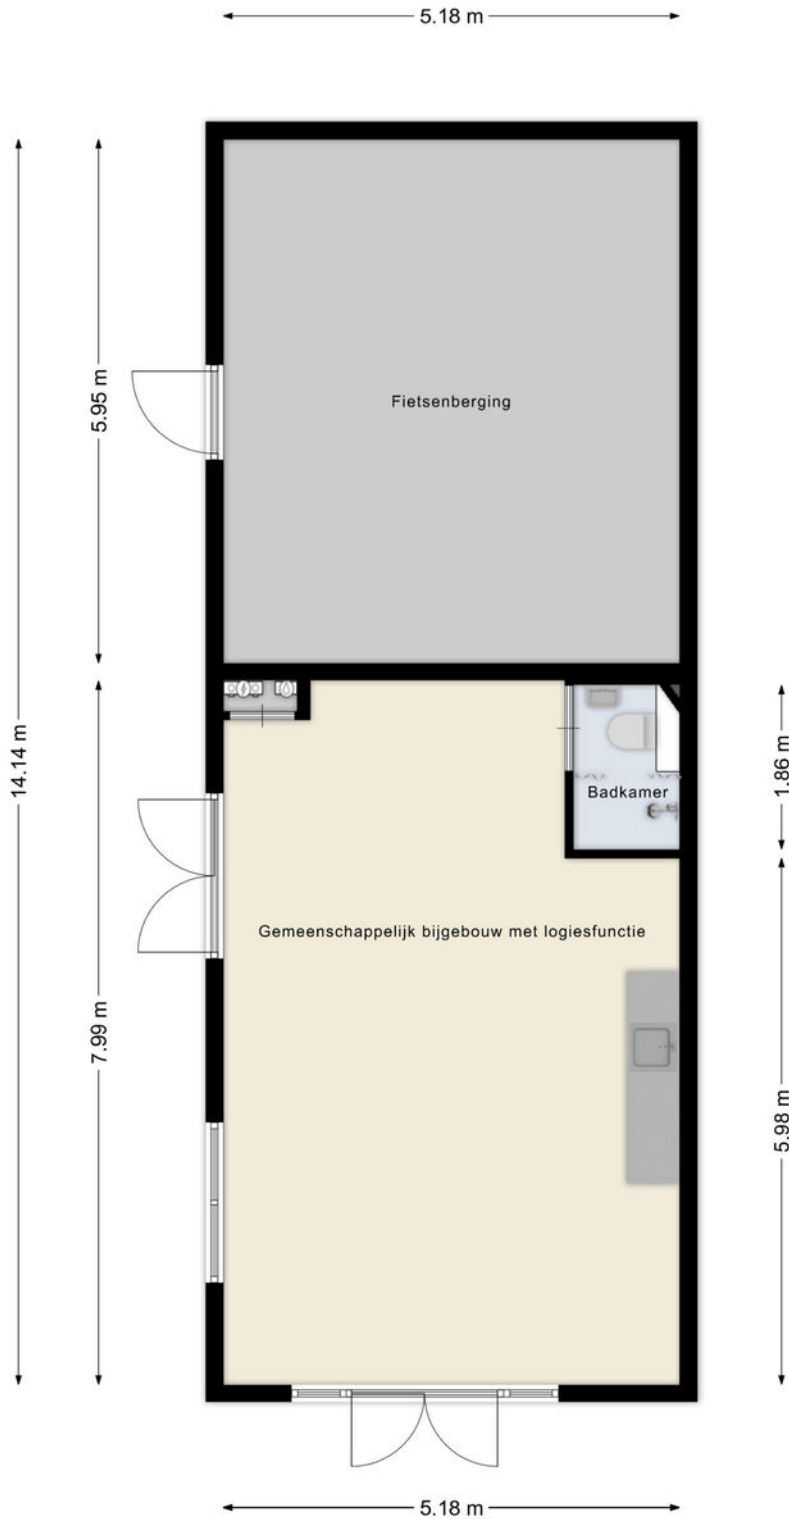 5.18 m
5.95 m
Fietsenberging
14.14 m
1.86 m
Badkamer
Gemeenschappelijk bijgebouw met logiesfunctie
7.99 m
5.98 m
5.18 m